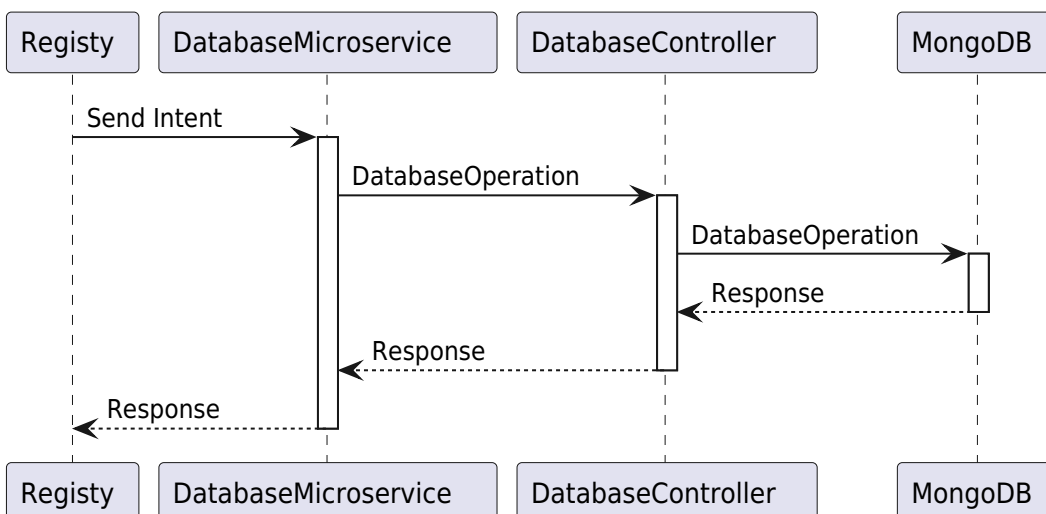 Registy DatabaseMicroservice DatabaseController MongoDB
Send Intent
DatabaseOperation
DatabaseOperation
Response
Response
Response
Registy DatabaseMicroservice DatabaseController MongoDB